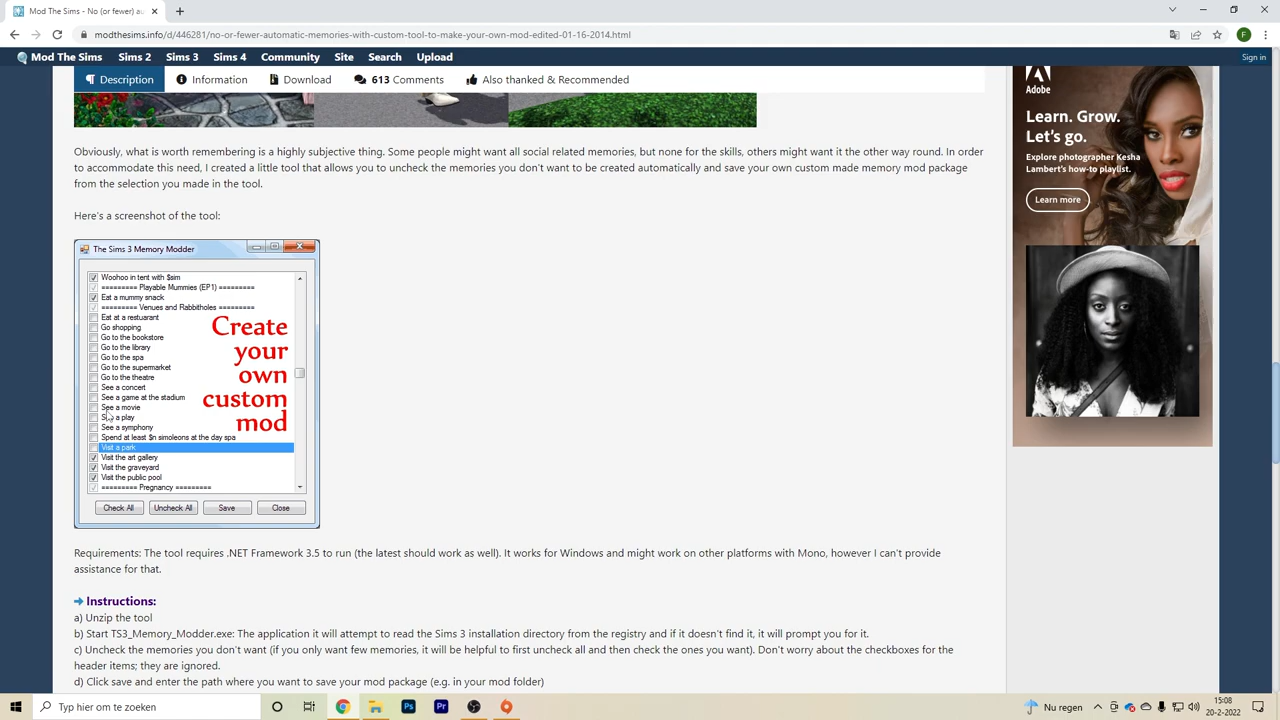 Mod The Sims - No (or fewer) au
modthesims.info/d/446281/no-or-fewer-automatic-memories-with-custom-tool-to-make-your-own-mod-edited-01-16-2014.html
F
Mod The Sims Sims 2 Sims 3 Sims 4 Community Site Search Upload Sign in
Description Information Download 613 Comments Also thanked & Recommended
Obviously, what is worth remembering is a highly subjective thing. Some people might want all social related memories, but none for the skills, others might want it the other way round. In order
to accommodate this need, I created a little tool that allows you to uncheck the memories you don't want to be created automatically and save your own custom made memory mod package
from the selection you made in the tool.
Here's a screenshot of the tool:
The Sims 3 Memory Modder
Woohoo in tent with $sim
========= Playable Mummies (EP1) =========
Eat a mummy snack
========= Venues and Rabbitholes =========
Eat at a restuarant
Go shopping
Go to the bookstore
Go to the library
Go to the spa
Go to the supermarket
Go to the theatre
See a concert
See a game at the stadium
See a movie
See a play
See a symphony
Spend at least $n simoleons at the day spa
Visit a park
Visit the art gallery
Visit the graveyard
Visit the public pool
========= Pregnancy =========
Create
your
own
custom
mod
Check All Uncheck All Save Close
Requirements: The tool requires .NET Framework 3.5 to run (the latest should work as well). It works for Windows and might work on other platforms with Mono, however I can't provide
assistance for that.
Instructions:
a) Unzip the tool
b) Start TS3_Memory_Modder.exe: The application it will attempt to read the Sims 3 installation directory from the registry and if it doesn't find it, it will prompt you for it.
c) Uncheck the memories you don't want (if you only want few memories, it will be helpful to first uncheck all and then check the ones you want). Don't worry about the checkboxes for the
header items; they are ignored.
d) Click save and enter the path where you want to save your mod package (e.g. in your mod folder)
Adobe
Learn. Grow.
Let's go.
Explore photographer Kesha
Lambert's how-to playlist.
Learn more
Typ hier om te zoeken
Ps
Pr
Nu regen
15:08
20-2-2022